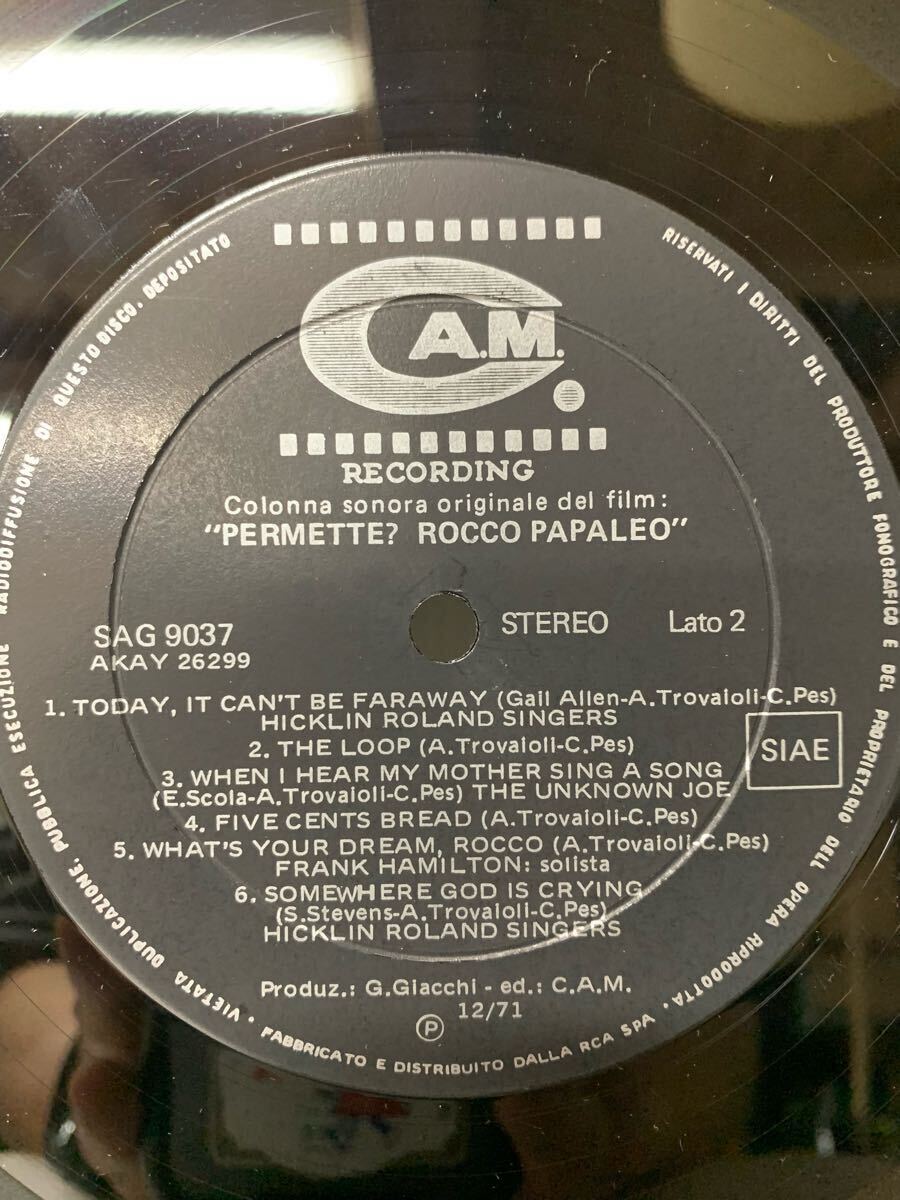 C A.M.
RECORDING
Colonna sonora originale del film:
"PERMETTE? ROCCO PAPALEO"
SAG 9037
STEREO
Lato 2
AKAY 26299
1. TODAY, IT CAN'T BE FARAWAY (Gail Allen-A.Trovaioli-C.Pes)
HICKLIN ROLAND SINGERS
2. THE LOOP (A.Trovaioli-C.Pes)
3. WHEN I HEAR MY MOTHER SING A SONG
(E.Scola-A.Trovaioli-C.Pes) THE UNKNOWN JOE
4. FIVE CENTS BREAD (A.Trovaioli-C.Pes)
5. WHAT'S YOUR DREAM, ROCCO (A.Trovaioli-C.Pes)
FRANK HAMILTON: solista
6. SOMEWHERE GOD IS CRYING
(S.Stevens-A.Trovaioli-C.Pes)
HICKLIN ROLAND SINGERS
SIAE
Produz.: G.Giacchi - ed.: C.A.M.
Ⓟ 12/71
RISERVATI I DIRITTI DEL PRODUTTORE FONOGRAFICO E DEL PROPRIETARIO DELL OPERA RIPRODOTTA • VIETATA DUPLICAZIONE, PUBBLICA ESECUZIONE RADIODIFFUSIONE DI QUESTO DISCO. DEPOSITATO
FABBRICATO E DISTRIBUITO DALLA RCA SPA •